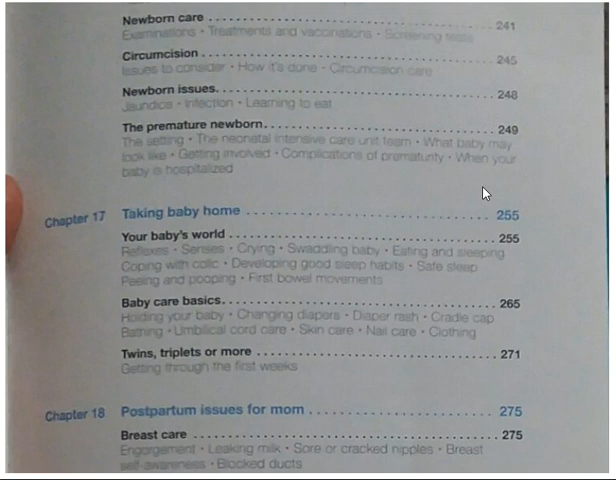 Newborn care .................................................. 241
Examinations • Treatments and vaccinations • Screening tests
Circumcision .................................................. 245
Issues to consider • How it's done • Circumcision care
Newborn issues.................................................. 248
Jaundice • Infection • Learning to eat
The premature newborn.................................................. 249
The setting • The neonatal intensive care unit team • What baby may
look like • Getting involved • Complications of prematurity • When your
baby is hospitalized
Chapter 17 Taking baby home .................................................. 255
Your baby's world .................................................. 255
Reflexes • Senses • Crying • Swaddling baby • Eating and sleeping
Coping with colic • Developing good sleep habits • Safe sleep
Peeing and pooping • First bowel movements
Baby care basics.................................................. 265
Holding your baby • Changing diapers • Diaper rash • Cradle cap
Bathing • Umbilical cord care • Skin care • Nail care • Clothing
Twins, triplets or more .................................................. 271
Getting through the first weeks
Chapter 18 Postpartum issues for mom .................................................. 275
Breast care .................................................. 275
Engorgement • Leaking milk • Sore or cracked nipples • Breast
self-awareness • Blocked ducts